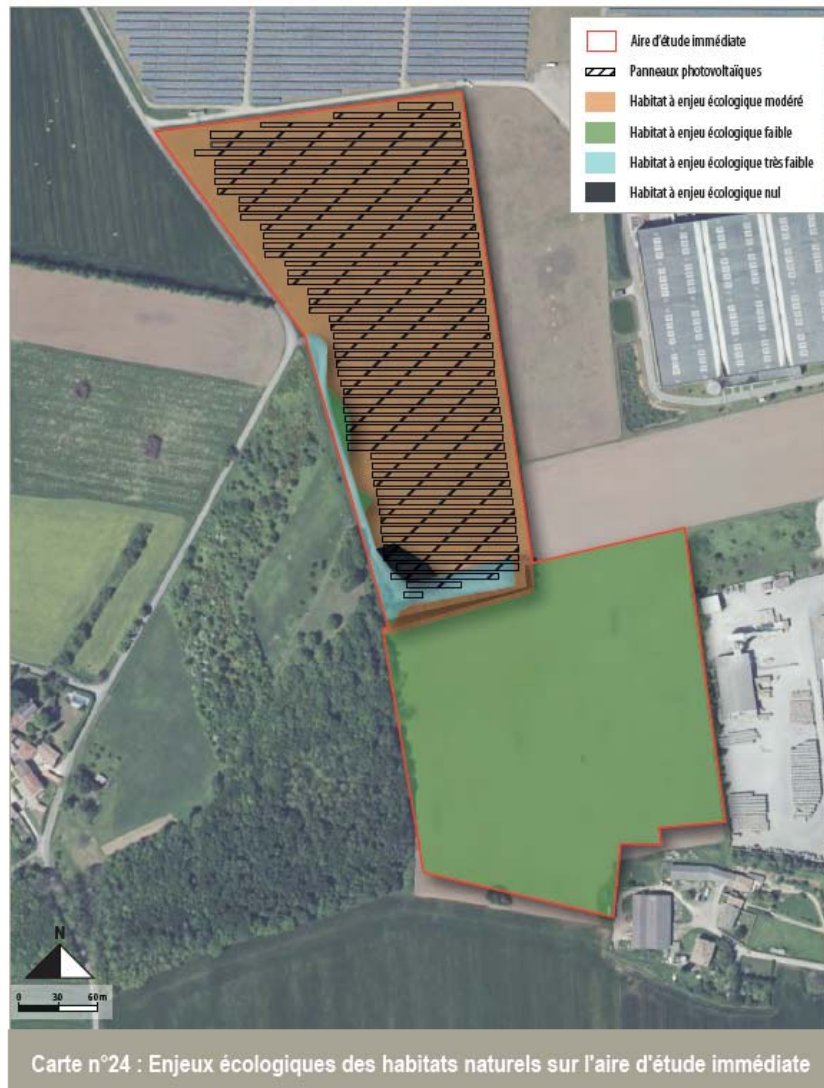 Aire d'étude immédiate
Panneaux photovoltaïques
Habitat à enjeu écologique modéré
Habitat à enjeu écologique faible
Habitat à enjeu écologique très faible
Habitat à enjeu écologique nul
N
0 30 60m
Carte n°24 : Enjeux écologiques des habitats naturels sur l'aire d'étude immédiate